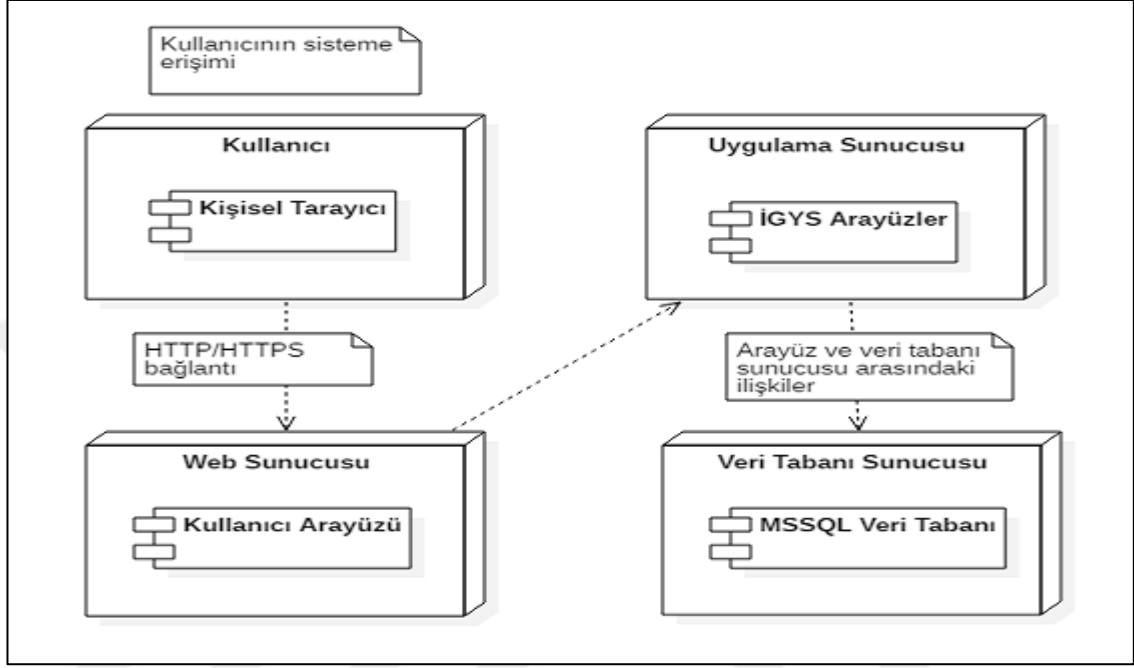 Kullanıcının sisteme
erişimi
Kullanıcı
Kişisel Tarayıcı
HTTP/HTTPS
bağlantı
Web Sunucusu
Kullanıcı Arayüzü
Uygulama Sunucusu
İGYS Arayüzler
Arayüz ve veri tabanı
sunucusu arasındaki
ilişkiler
Veri Tabanı Sunucusu
MSSQL Veri Tabanı